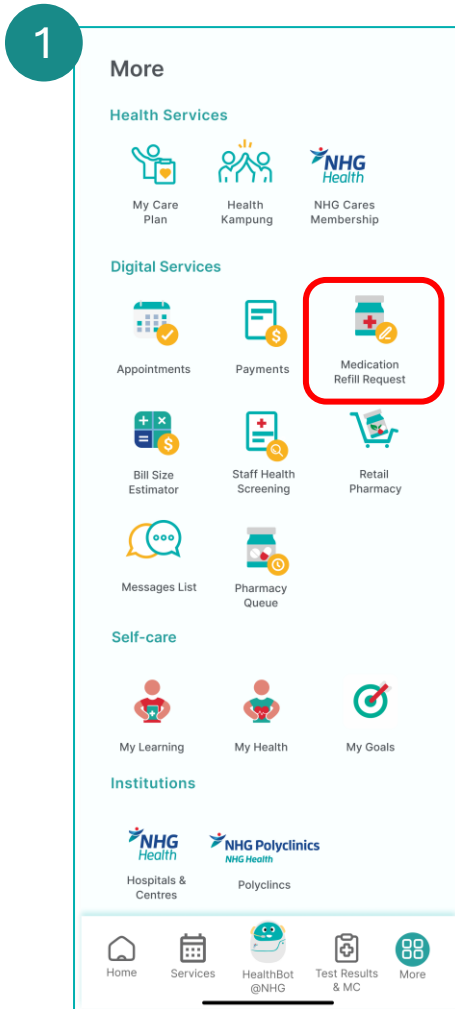 1
More
Health Services
My Care
Plan
Health
Kampung
NHG
Health
NHG Cares
Membership
Digital Services
Appointments
$
Payments
Medication
Refill Request
$
Bill Size
Estimator
Staff Health
Screening
Retail
Pharmacy
Messages List
Pharmacy
Queue
Self-care
My Learning
My Health
My Goals
Institutions
NHG
Health
Hospitals &
Centres
NHG Polyclinics
NHG Health
Polyclincs
Home
Services
HealthBot
@NHG
Test Results
& MC
More